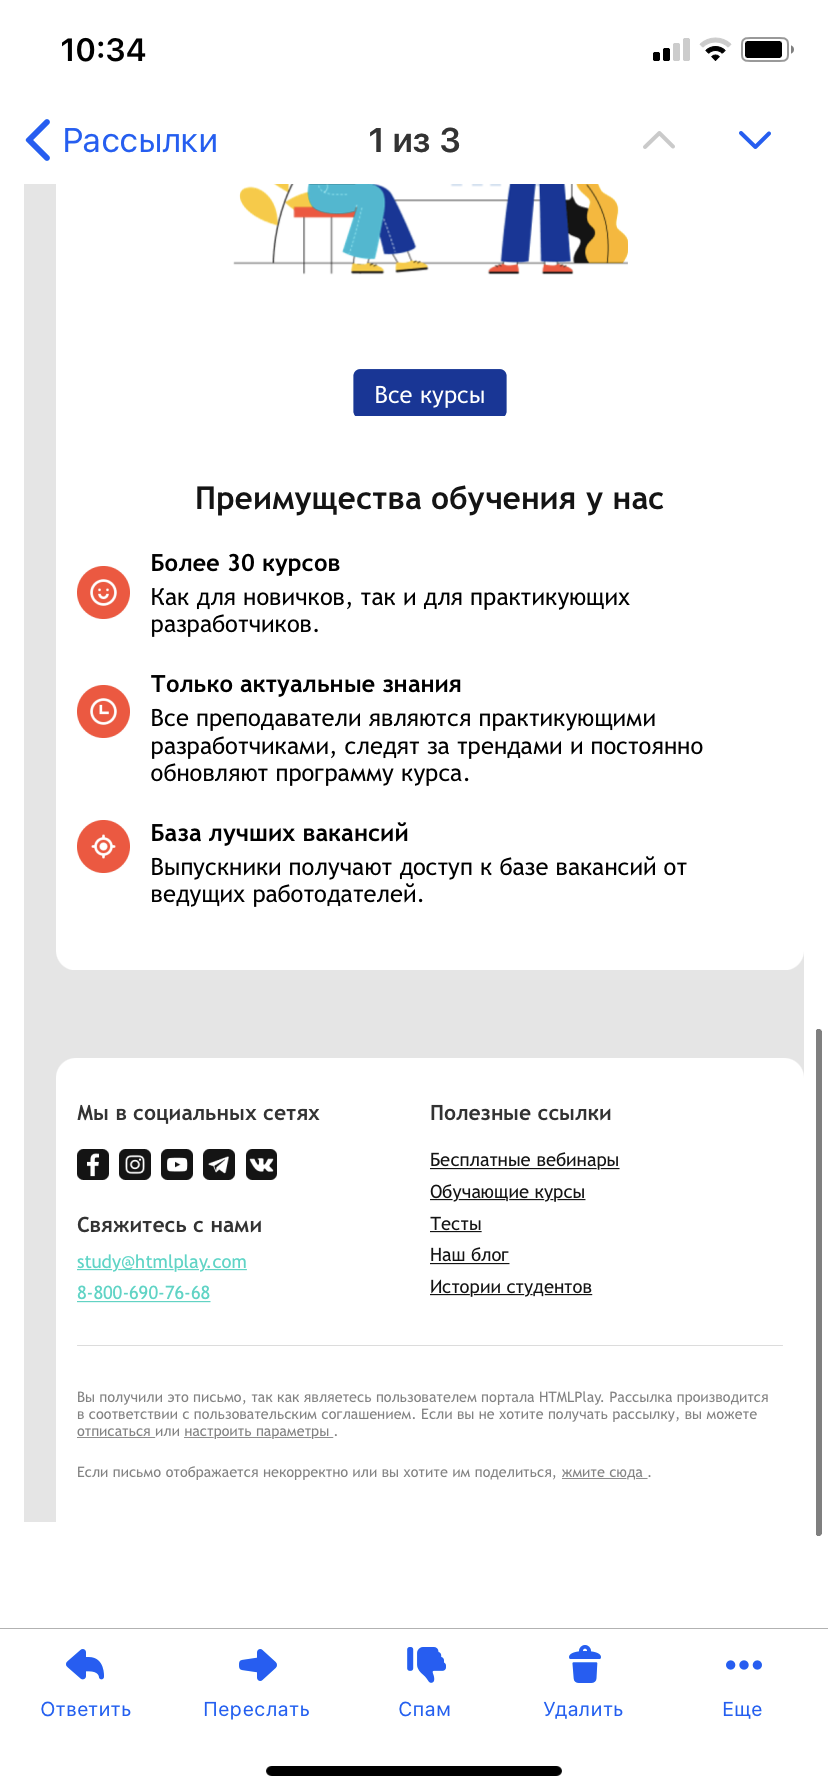 10:34
Рассылки
1 из 3
Все курсы
Преимущества обучения у нас
Более 30 курсов
Как для новичков, так и для практикующих
разработчиков.
Только актуальные знания
Все преподаватели являются практикующими
разработчиками, следят за трендами и постоянно
обновляют программу курса.
База лучших вакансий
Выпускники получают доступ к базе вакансий от
ведущих работодателей.
Мы в социальных сетях
Свяжитесь с нами
study@htmlplay.com
8-800-690-76-68
Полезные ссылки
Бесплатные вебинары
Обучающие курсы
Тесты
Наш блог
Истории студентов
Вы получили это письмо, так как являетесь пользователем портала HTMLPlay. Рассылка производится
в соответствии с пользовательским соглашением. Если вы не хотите получать рассылку, вы можете
отписаться или настроить параметры .
Если письмо отображается некорректно или вы хотите им поделиться, жмите сюда .
Ответить
Переслать
Спам
Удалить
Еще